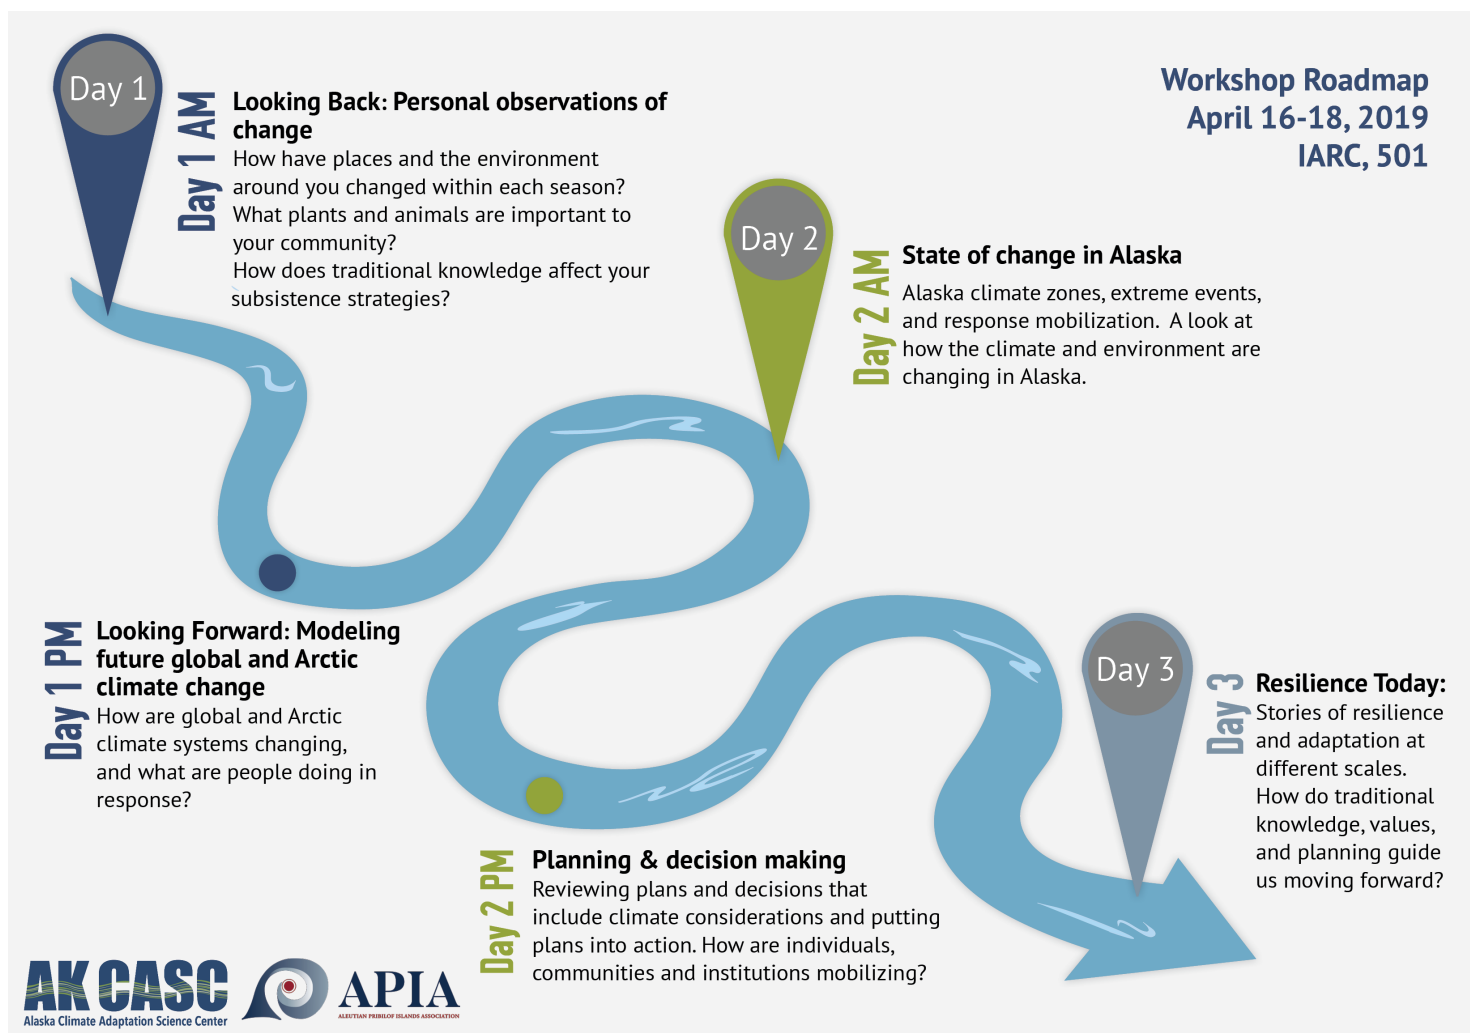 Workshop Roadmap
April 16-18, 2019
IARC, 501
Day 1
Day 1 AM
Looking Back: Personal observations of
change
How have places and the environment
around you changed within each season?
What plants and animals are important to
your community?
How does traditional knowledge affect your
subsistence strategies?
Day 1 PM
Looking Forward: Modeling
future global and Arctic
climate change
How are global and Arctic
climate systems changing,
and what are people doing in
response?
Day 2
Day 2 AM
State of change in Alaska
Alaska climate zones, extreme events,
and response mobilization.  A look at
how the climate and environment are
changing in Alaska.
Day 2 PM
Planning & decision making
Reviewing plans and decisions that
include climate considerations and putting
plans into action. How are individuals,
communities and institutions mobilizing?
Day 3
Day 3
Resilience Today:
Stories of resilience
and adaptation at
different scales.
How do traditional
knowledge, values,
and planning guide
us moving forward?
AK CASC
Alaska Climate Adaptation Science Center
APIA
ALEUTIAN PRIBILOF ISLANDS ASSOCIATION